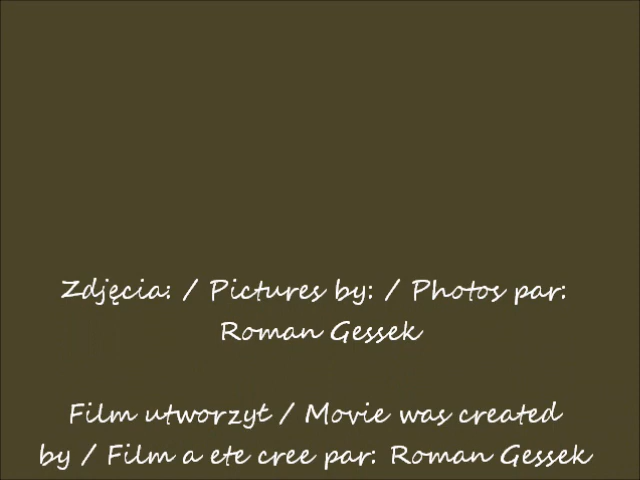 Zdjęcia: / Pictures by: / Photos par:
Roman Gessek
Film utworzył / Movie was created
by / Film a ete cree par: Roman Gessek